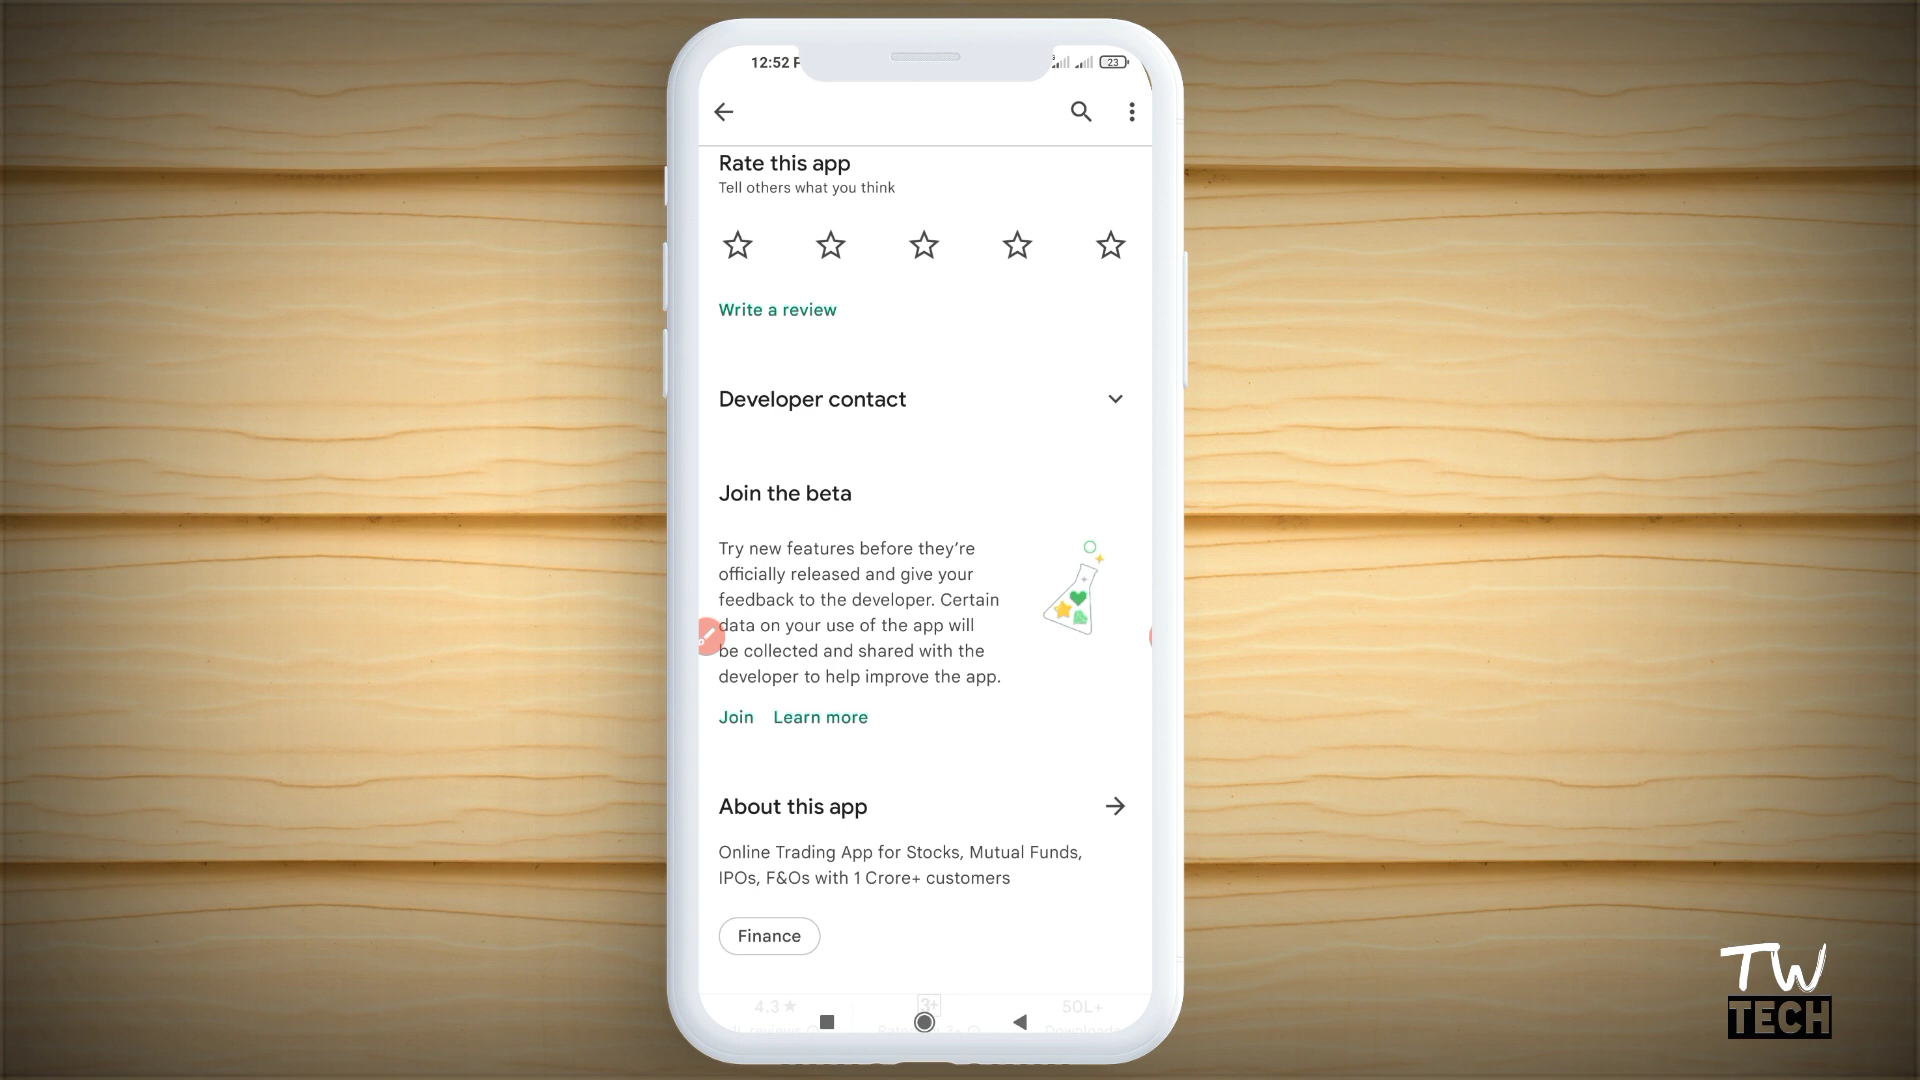 12:52 P
23
Rate this app
Tell others what you think
Write a review
Developer contact
Join the beta
Try new features before they're
officially released and give your
feedback to the developer. Certain
data on your use of the app will
be collected and shared with the
developer to help improve the app.
Join Learn more
About this app
Online Trading App for Stocks, Mutual Funds,
IPOs, F&Os with 1 Crore+ customers
Finance
4.3★ 3+ 50L+
reviews
TW
TECH